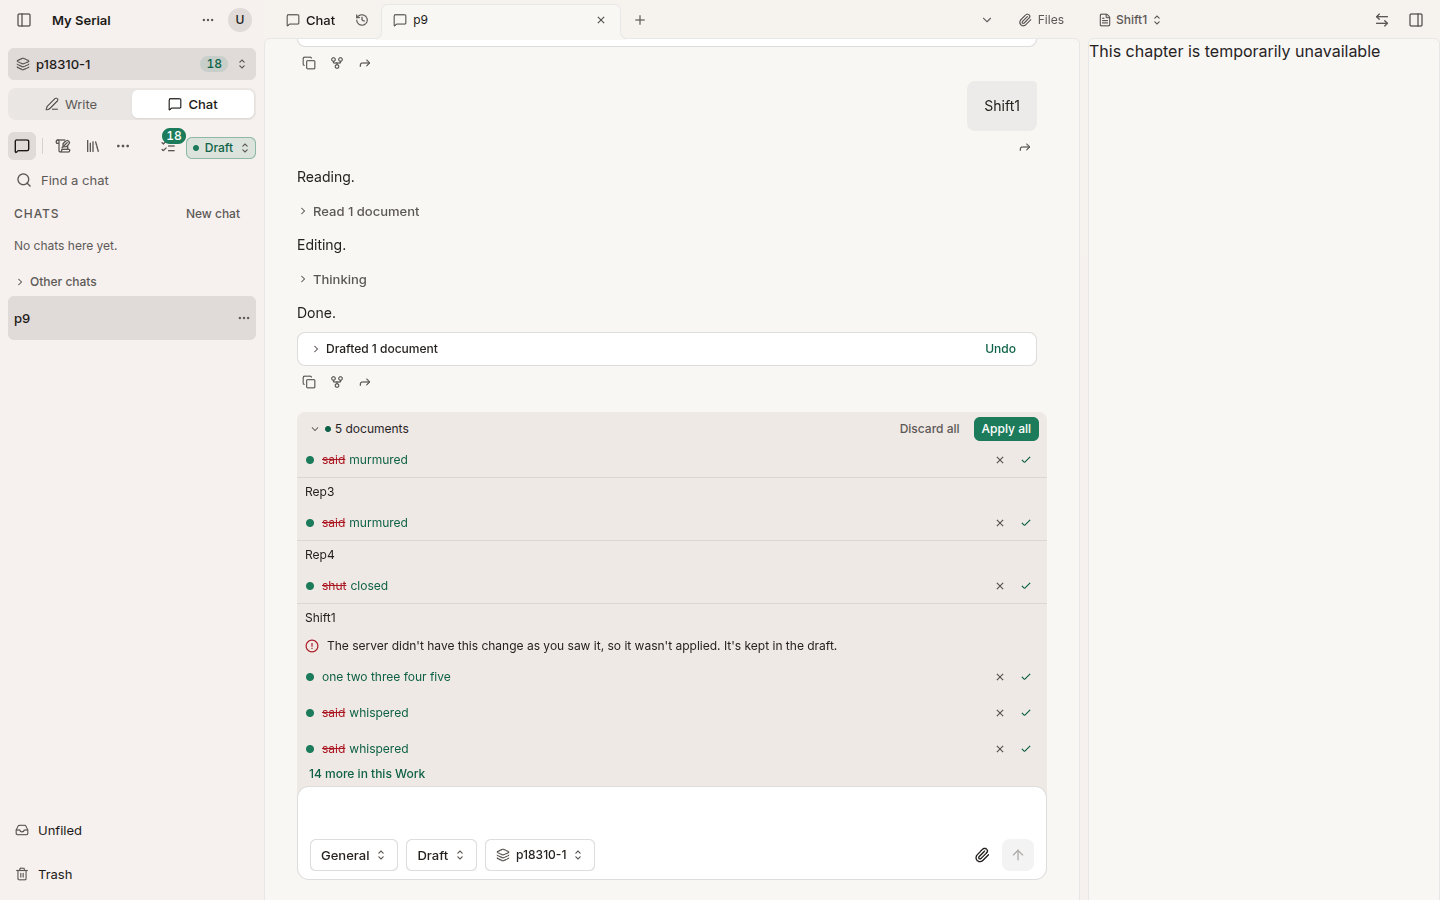 My Serial
U
Chat
p9
Files
Shift1
p18310-1
18
Write
Chat
18
Draft
Find a chat
CHATS
New chat
No chats here yet.
Other chats
p9
Unfiled
Trash
Shift1
Reading.
Read 1 document
Editing.
Thinking
Done.
Drafted 1 document
Undo
5 documents
Discard all
Apply all
said murmured
Rep3
said murmured
Rep4
shut closed
Shift1
The server didn't have this change as you saw it, so it wasn't applied. It's kept in the draft.
one two three four five
said whispered
said whispered
14 more in this Work
General
Draft
p18310-1
This chapter is temporarily unavailable